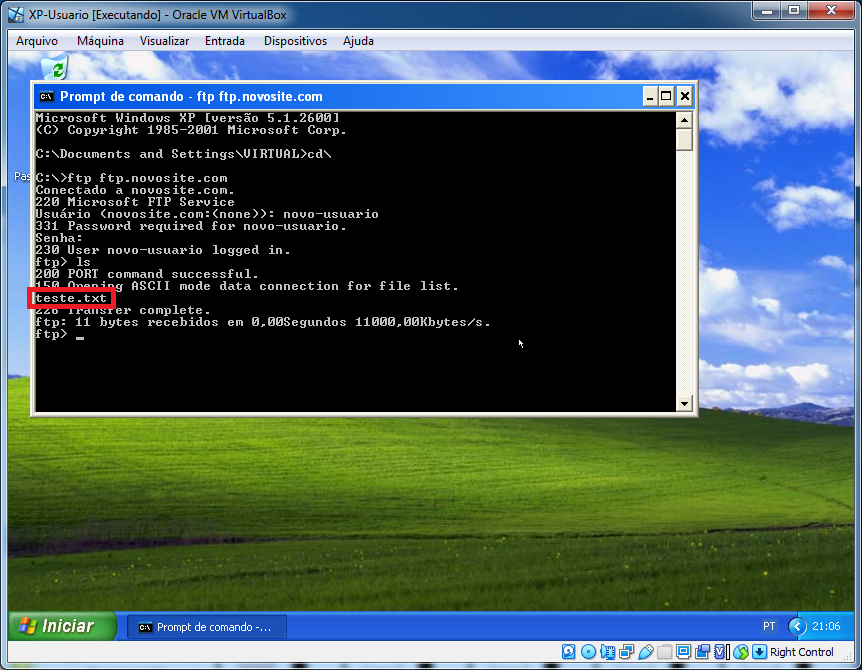 XP-Usuario [Executando] - Oracle VM VirtualBox
Arquivo Máquina Visualizar Entrada Dispositivos Ajuda
Prompt de comando - ftp ftp.novosite.com
Microsoft Windows XP [versão 5.1.2600]
(C) Copyright 1985-2001 Microsoft Corp.
C:\Documents and Settings\VIRTUAL>cd\
Pas
C:\>ftp ftp.novosite.com
Conectado a novosite.com.
220 Microsoft FTP Service
Usuário (novosite.com:(none)): novo-usuario
331 Password required for novo-usuario.
Senha:
230 User novo-usuario logged in.
ftp> ls
200 PORT command successful.
150 Opening ASCII mode data connection for file list.
teste.txt
226 Transfer complete.
ftp: 11 bytes recebidos em 0,00Segundos 11000,00Kbytes/s.
ftp> _
Iniciar
Prompt de comando -...
PT
21:06
Right Control